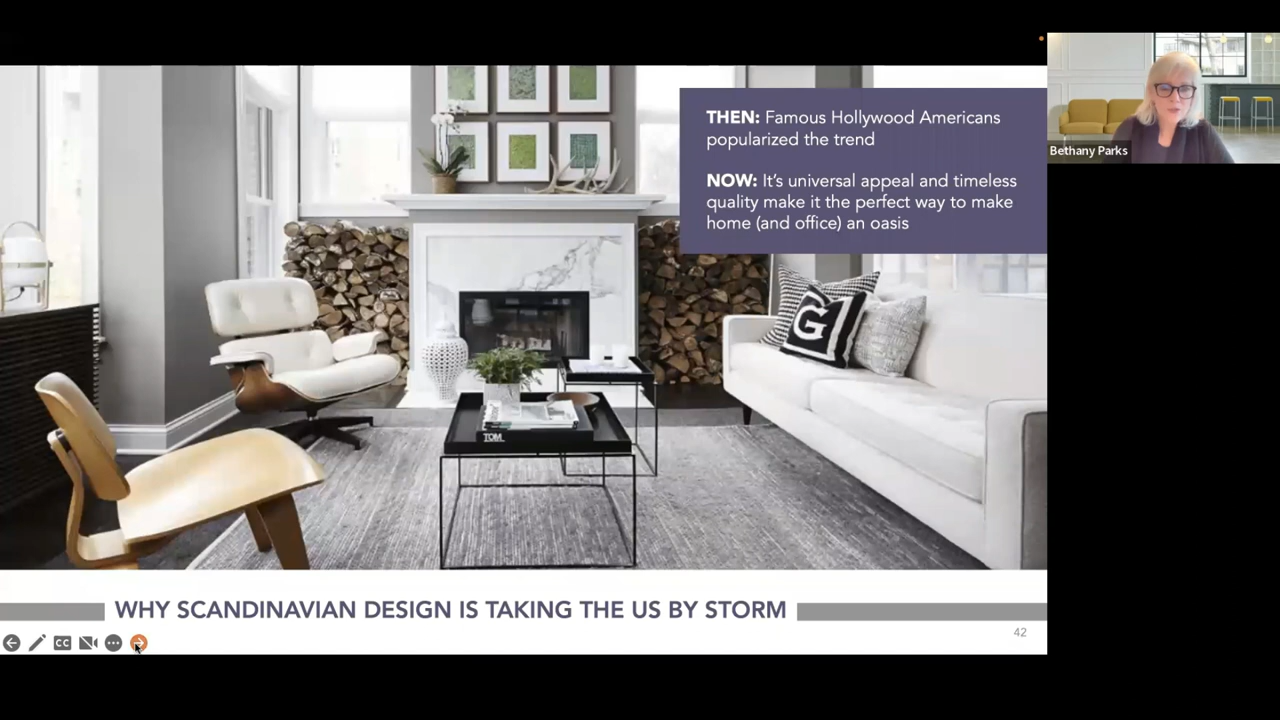 THEN: Famous Hollywood Americans
popularized the trend
NOW: It's universal appeal and timeless
quality make it the perfect way to make
home (and office) an oasis
Bethany Parks
G
TOM
WHY SCANDINAVIAN DESIGN IS TAKING THE US BY STORM
42
CC